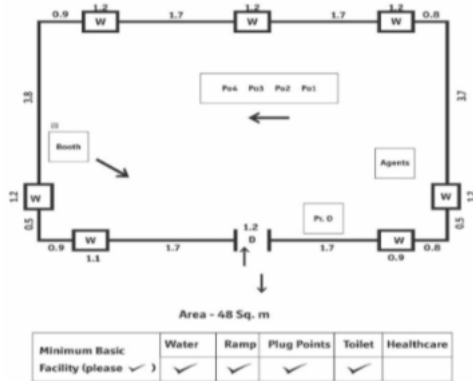 1.2 1.2 1.2
0.9 W 1.7 W 1.7 W 0.8
Po4 Po3 Po2 Po1
3.8 3.7
Booth
Agents
1.2 W W 1.2
Pr. O
0.5 0.5
1.2
W D W
0.9 1.7 1.7 0.8
1.1 0.9
Area - 48 Sq. m
Minimum Basic Water Ramp Plug Points Toilet Healthcare
Facility (please ✓ ) ✓ ✓ ✓ ✓